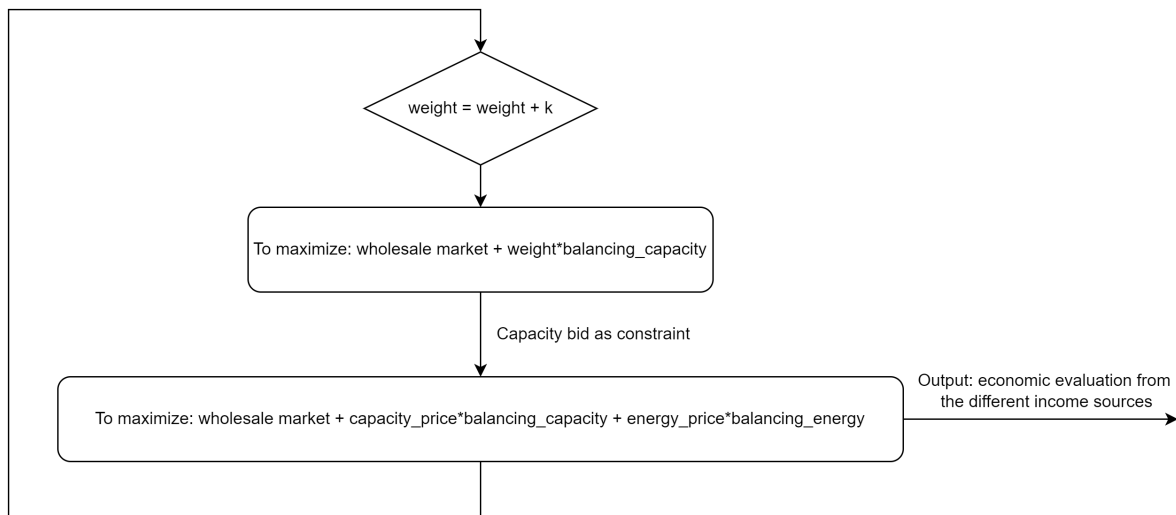 weight = weight + k
To maximize: wholesale market + weight*balancing_capacity
Capacity bid as constraint
To maximize: wholesale market + capacity_price*balancing_capacity + energy_price*balancing_energy
Output: economic evaluation from
the different income sources